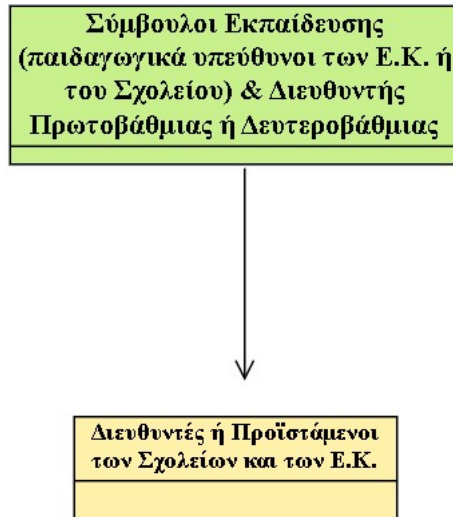 Σύμβουλοι Εκπαίδευσης
(παιδαγωγικά υπεύθυνοι των Ε.Κ. ή
του Σχολείου) & Διευθυντής
Πρωτοβάθμιας ή Δευτεροβάθμιας
Διευθυντές ή Προϊστάμενοι
των Σχολείων και των Ε.Κ.